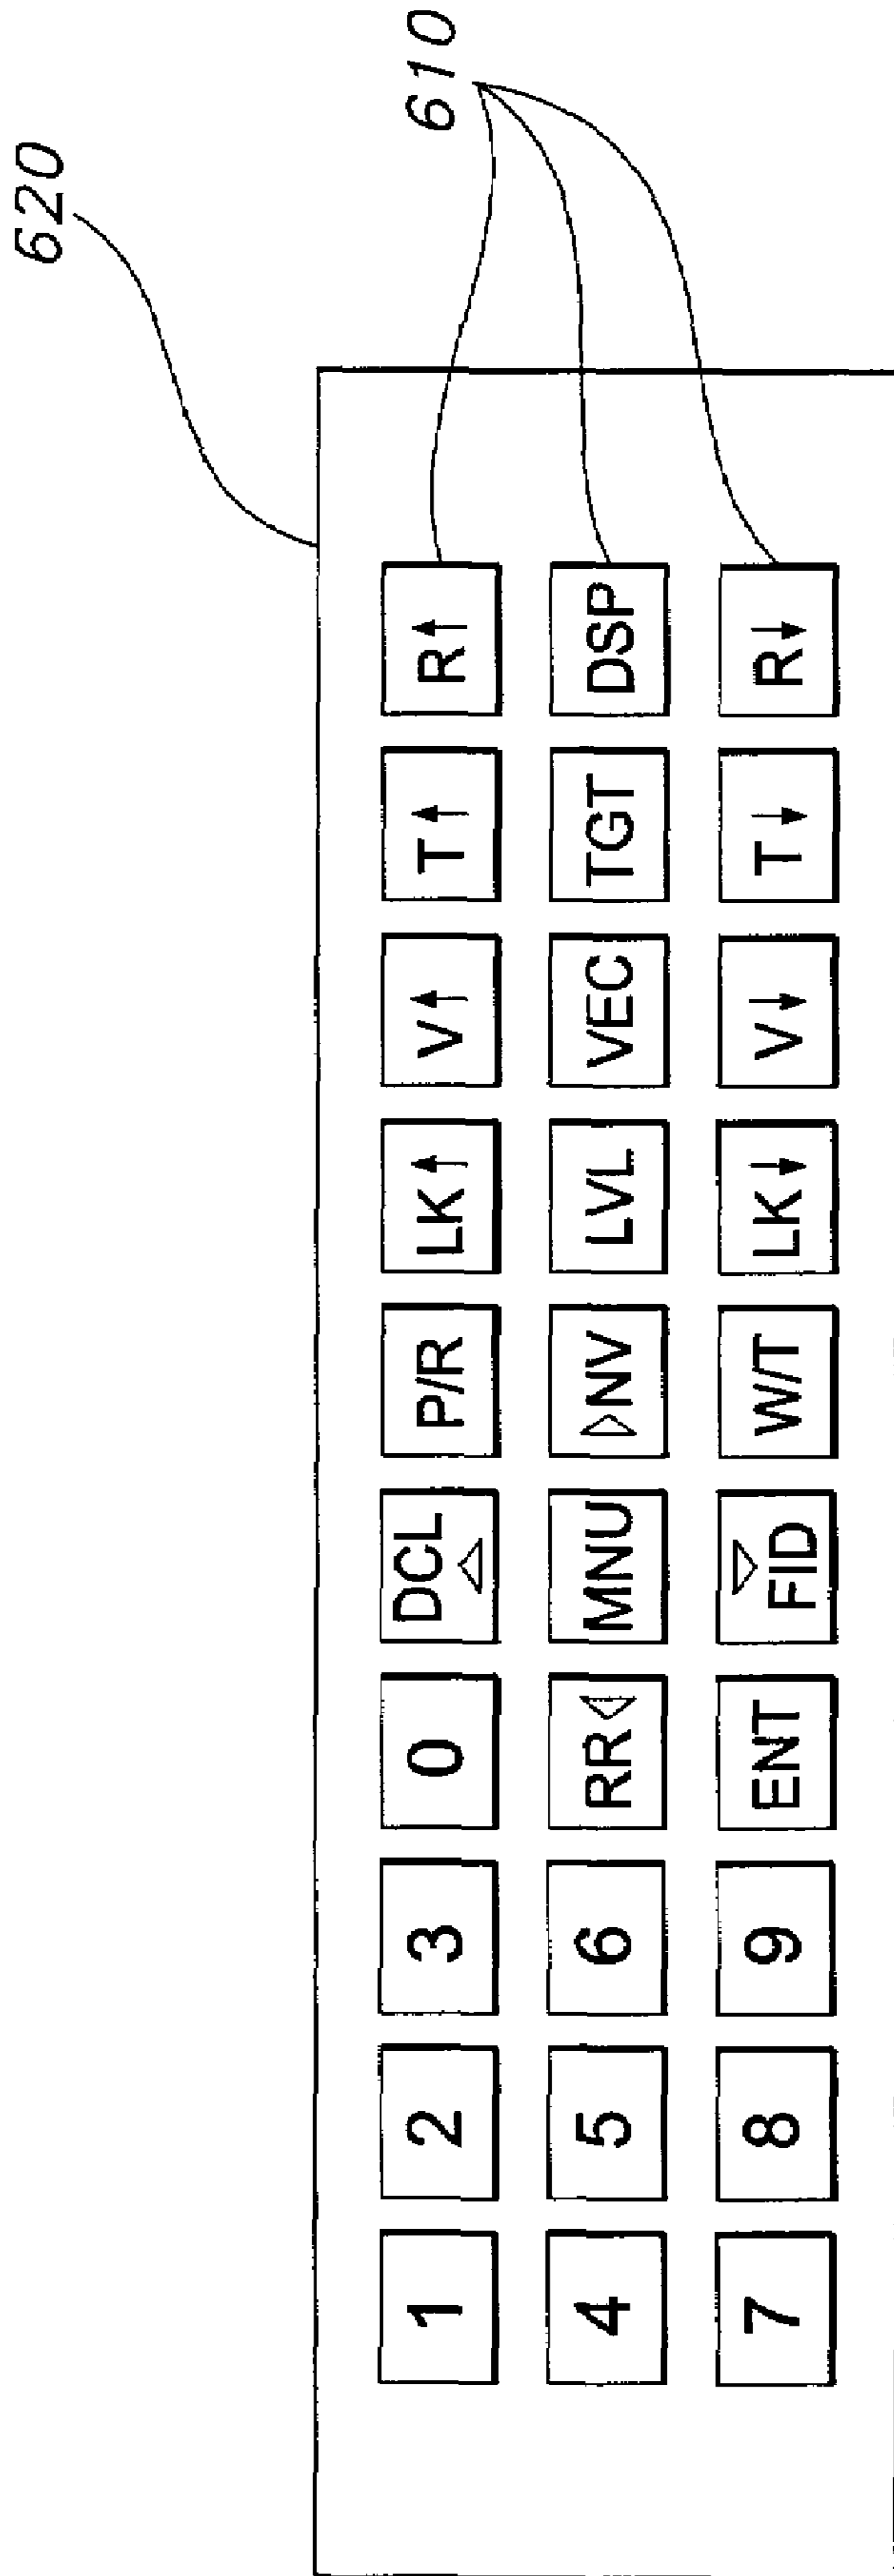 620
610
1 2 3 0 DCL △ P/R LK↑ V↑ T↑ R↑
4 5 6 RR◁ MNU ▷NV LVL VEC TGT DSP
7 8 9 ENT ▽ FID W/T LK↓ V↓ T↓ R↓